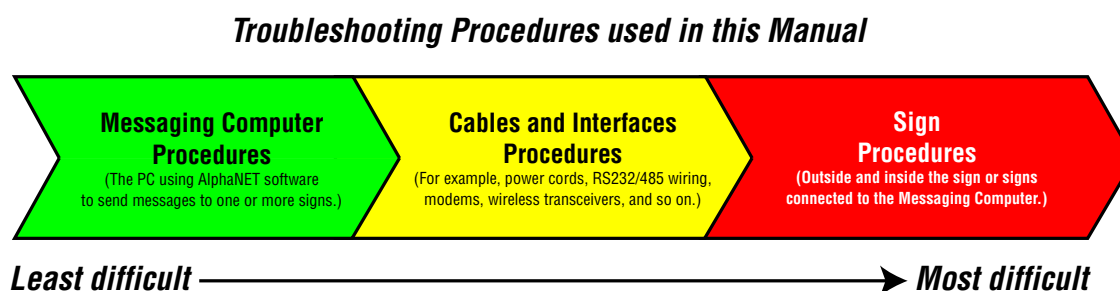 Troubleshooting Procedures used in this Manual
Messaging Computer
Procedures
(The PC using AlphaNET software
to send messages to one or more signs.)
Cables and Interfaces
Procedures
(For example, power cords, RS232/485 wiring,
modems, wireless transceivers, and so on.)
Sign
Procedures
(Outside and inside the sign or signs
connected to the Messaging Computer.)
Least difficult
Most difficult